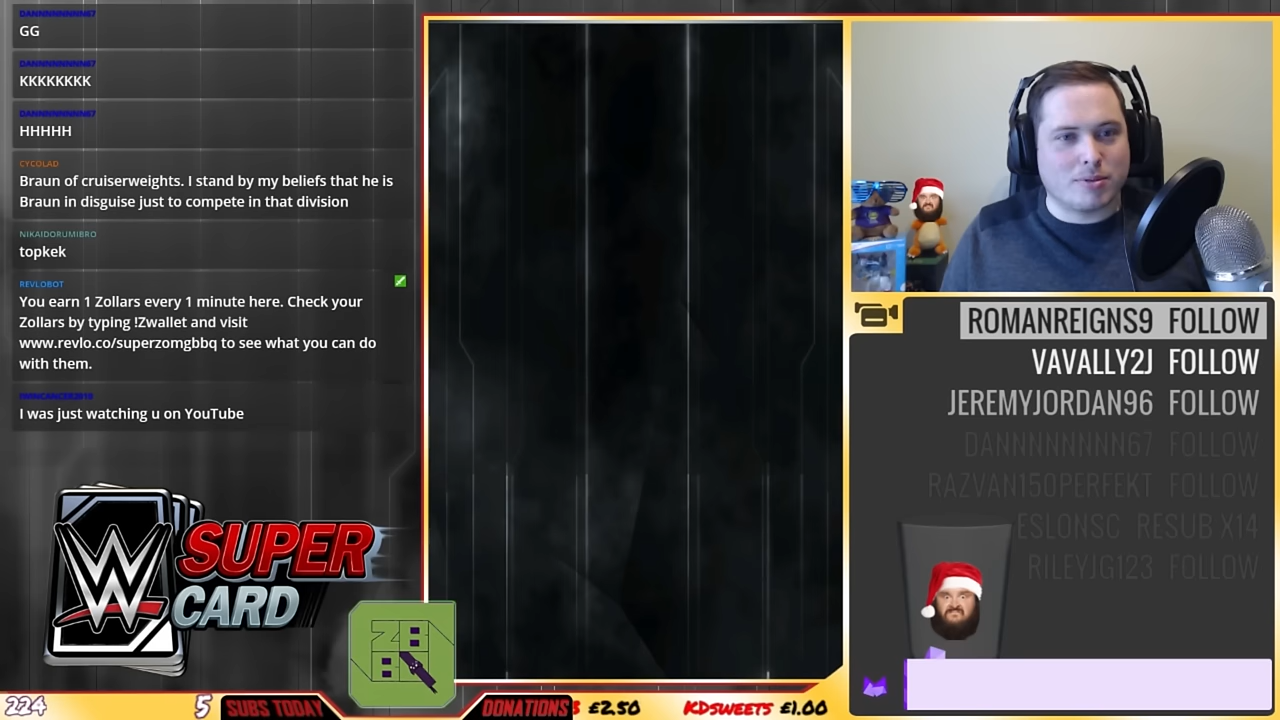 DANNNNNNNN67
GG
DANNNNNNNN67
KKKKKKKK
DANNNNNNNN67
HHHHH
CYCOLAD
Braun of cruiserweights. I stand by my beliefs that he is
Braun in disguise just to compete in that division
NIKAIDORUMIBRO
topkek
REVLOBOT
You earn 1 Zollars every 1 minute here. Check your
Zollars by typing !Zwallet and visit
www.revlo.co/superzomgbbq to see what you can do
with them.
I was just watching u on YouTube
W
SUPER
CARD
ROMANREIGNS9 FOLLOW
VAVALLY2J FOLLOW
JEREMYJORDAN96 FOLLOW
DANNNNNNNN67 FOLLOW
RAZVAN150PERFEKT FOLLOW
ESLONSC RESUB X14
RILEYJG123 FOLLOW
224
5
SUBS TODAY
DONATIONS
£2.50
KDSWEETS £1.00